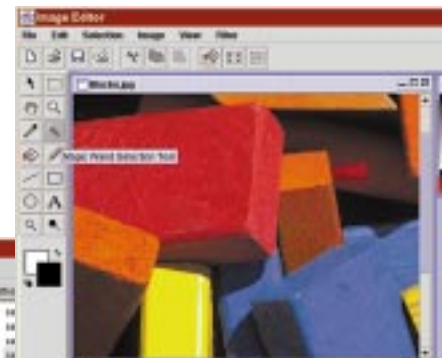 Image Editor
File Edit Selection Image View Filter
Blocks.jpg
Magic Wand Selection Tool